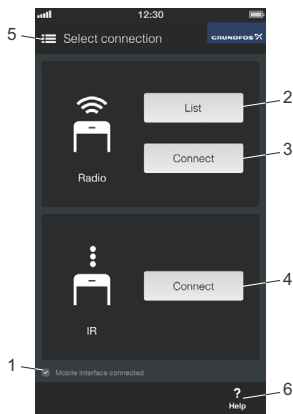 12:30
5
Select connection
GRUNDFOS X
List
2
Connect
3
Radio
Connect
4
IR
1
Mobile interface connected
?
6
Help